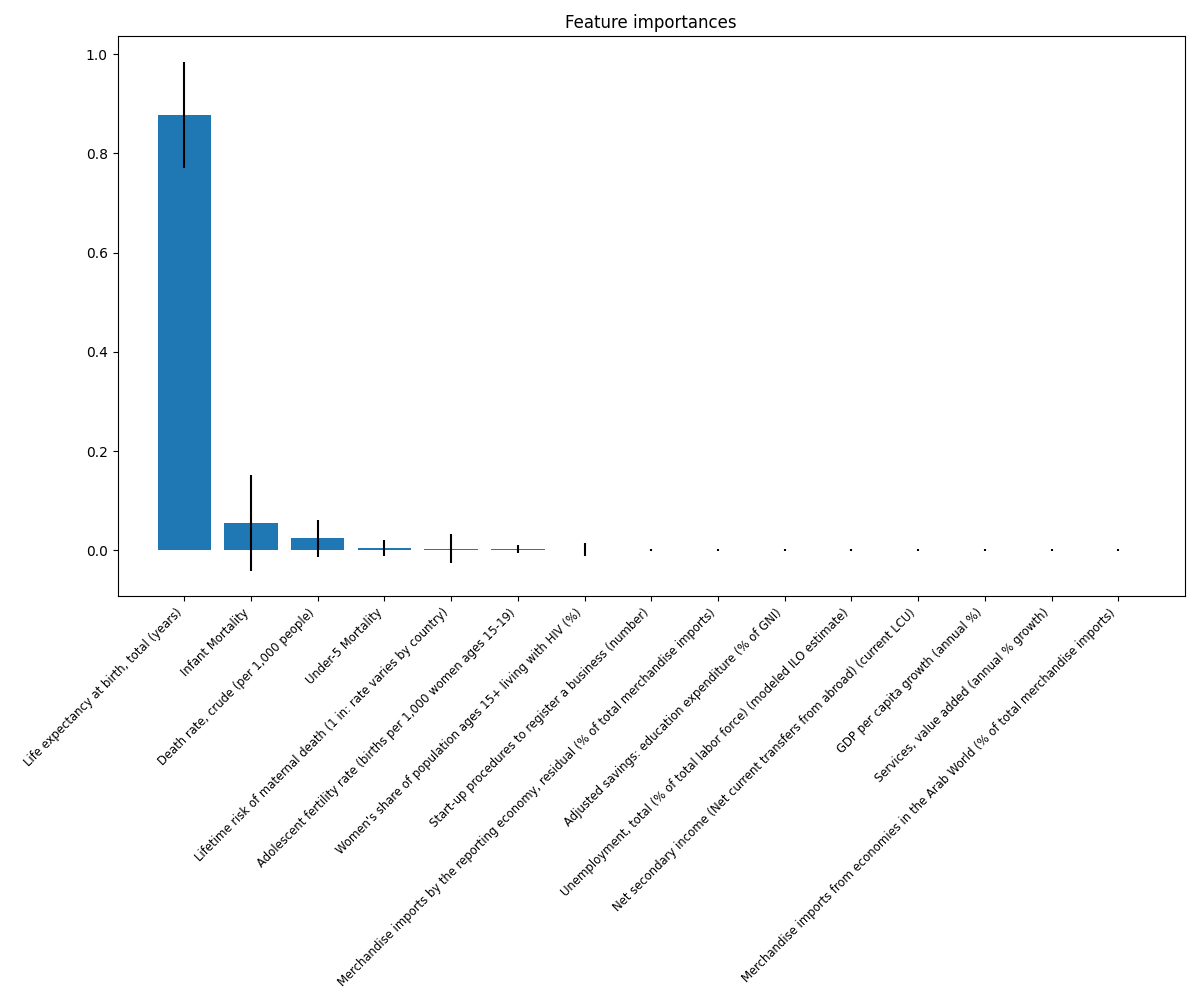 Feature importances
1.0
0.8
0.6
0.4
0.2
0.0
Life expectancy at birth, total (years)
Infant Mortality
Death rate, crude (per 1,000 people)
Under-5 Mortality
Lifetime risk of maternal death (1 in: rate varies by country)
Adolescent fertility rate (births per 1,000 women ages 15-19)
Women's share of population ages 15+ living with HIV (%)
Start-up procedures to register a business (number)
Merchandise imports by the reporting economy, residual (% of total merchandise imports)
Adjusted savings: education expenditure (% of GNI)
Unemployment, total (% of total labor force) (modeled ILO estimate)
Net secondary income (Net current transfers from abroad) (current LCU)
GDP per capita growth (annual %)
Services, value added (annual % growth)
Merchandise imports from economies in the Arab World (% of total merchandise imports)